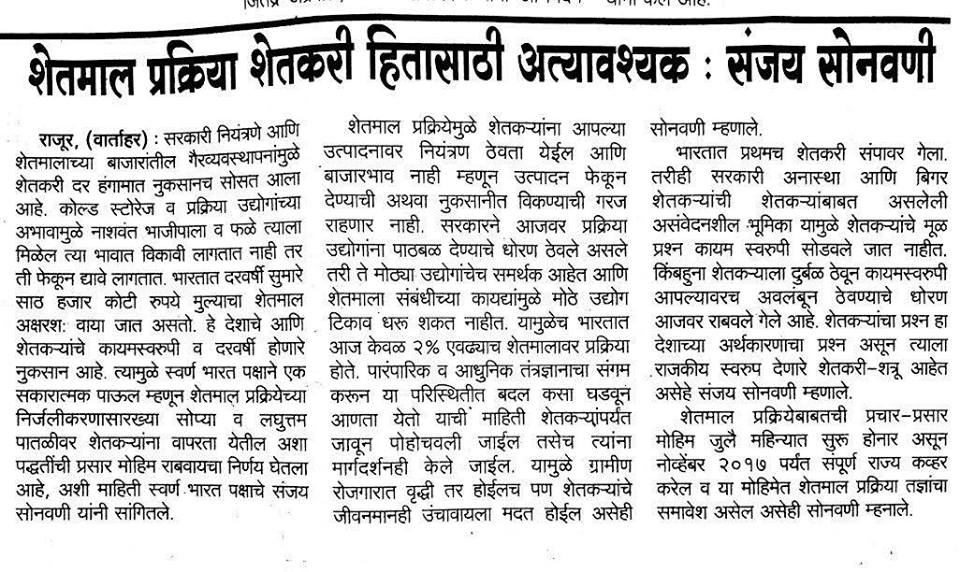 शेतमाल प्रक्रिया शेतकरी हितासाठी अत्यावश्यक : संजय सोनवणी
राजूर, (वार्ताहर) : सरकारी नियंत्रणे आणि
शेतमालाच्या बाजारांतील गैरव्यवस्थापनांमुळे
शेतकरी दर हंगामात नुकसानच सोसत आला
आहे. कोल्ड स्टोरेज व प्रक्रिया उद्योगांच्या
अभावामुळे नाशवंत भाजीपाला व फळे त्याला
मिळेल त्या भावात विकावी लागतात नाही तर
ती फेकून द्यावे लागतात. भारतात दरवर्षी सुमारे
साठ हजार कोटी रुपये मुल्याचा शेतमाल
अक्षरश: वाया जात असतो. हे देशाचे आणि
शेतकऱ्यांचे कायमस्वरुपी व दरवर्षी होणारे
नुकसान आहे. त्यामुळे स्वर्ण भारत पक्षाने एक
सकारात्मक पाऊल म्हणून शेतमाल प्रक्रियेच्या
निर्जलीकरणासारख्या सोप्या व लघुत्तम
पातळीवर शेतकऱ्यांना वापरता येतील अशा
पद्धतींची प्रसार मोहिम राबवायचा निर्णय घेतला
आहे, अशी माहिती स्वर्ण भारत पक्षाचे संजय
सोनवणी यांनी सांगितले.
शेतमाल प्रक्रियेमुळे शेतकऱ्यांना आपल्या
उत्पादनावर नियंत्रण ठेवता येईल आणि
बाजारभाव नाही म्हणून उत्पादन फेकून
देण्याची अथवा नुकसानीत विकण्याची गरज
राहणार नाही. सरकारने आजवर प्रक्रिया
उद्योगांना पाठबळ देण्याचे धोरण ठेवले असले
तरी ते मोठ्या उद्योगांचेच समर्थक आहेत आणि
शेतमाला संबंधीच्या कायद्यांमुळे मोठे उद्योग
टिकाव धरू शकत नाहीत. यामुळेच भारतात
आज केवळ २% एवढ्याच शेतमालावर प्रक्रिया
होते. पारंपारिक व आधुनिक तंत्रज्ञानाचा संगम
करून या परिस्थितीत बदल कसा घडवून
आणता येतो याची माहिती शेतकऱ्यांपर्यंत
जावून पोहोचवली जाईल तसेच त्यांना
मार्गदर्शनही केले जाईल. यामुळे ग्रामीण
रोजगारात वृद्धी तर होईलच पण शेतकऱ्यांचे
जीवनमानही उंचावायला मदत होईल असेही
सोनवणी म्हणाले.
भारतात प्रथमच शेतकरी संपावर गेला.
तरीही सरकारी अनास्था आणि बिगर
शेतकऱ्यांची शेतकऱ्यांबाबत असलेली
असंवेदनशील भूमिका यामुळे शेतकऱ्यांचे मूळ
प्रश्न कायम स्वरुपी सोडवले जात नाहीत.
किंबहुना शेतकऱ्याला दुर्बळ ठेवून कायमस्वरुपी
आपल्यावरच अवलंबून ठेवण्याचे धोरण
आजवर राबवले गेले आहे. शेतकऱ्यांचा प्रश्न हा
देशाच्या अर्थकारणाचा प्रश्न असून त्याला
राजकीय स्वरुप देणारे शेतकरी-शत्रू आहेत
असेहे संजय सोनवणी म्हणाले.
शेतमाल प्रक्रियेबाबतची प्रचार-प्रसार
मोहिम जुलै महिन्यात सुरू होनार असून
नोव्हेंबर २०१७ पर्यंत संपूर्ण राज्य कव्हर
करेल व या मोहिमेत शेतमाल प्रक्रिया तज्ञांचा
समावेश असेल असेही सोनवणी म्हनाले.